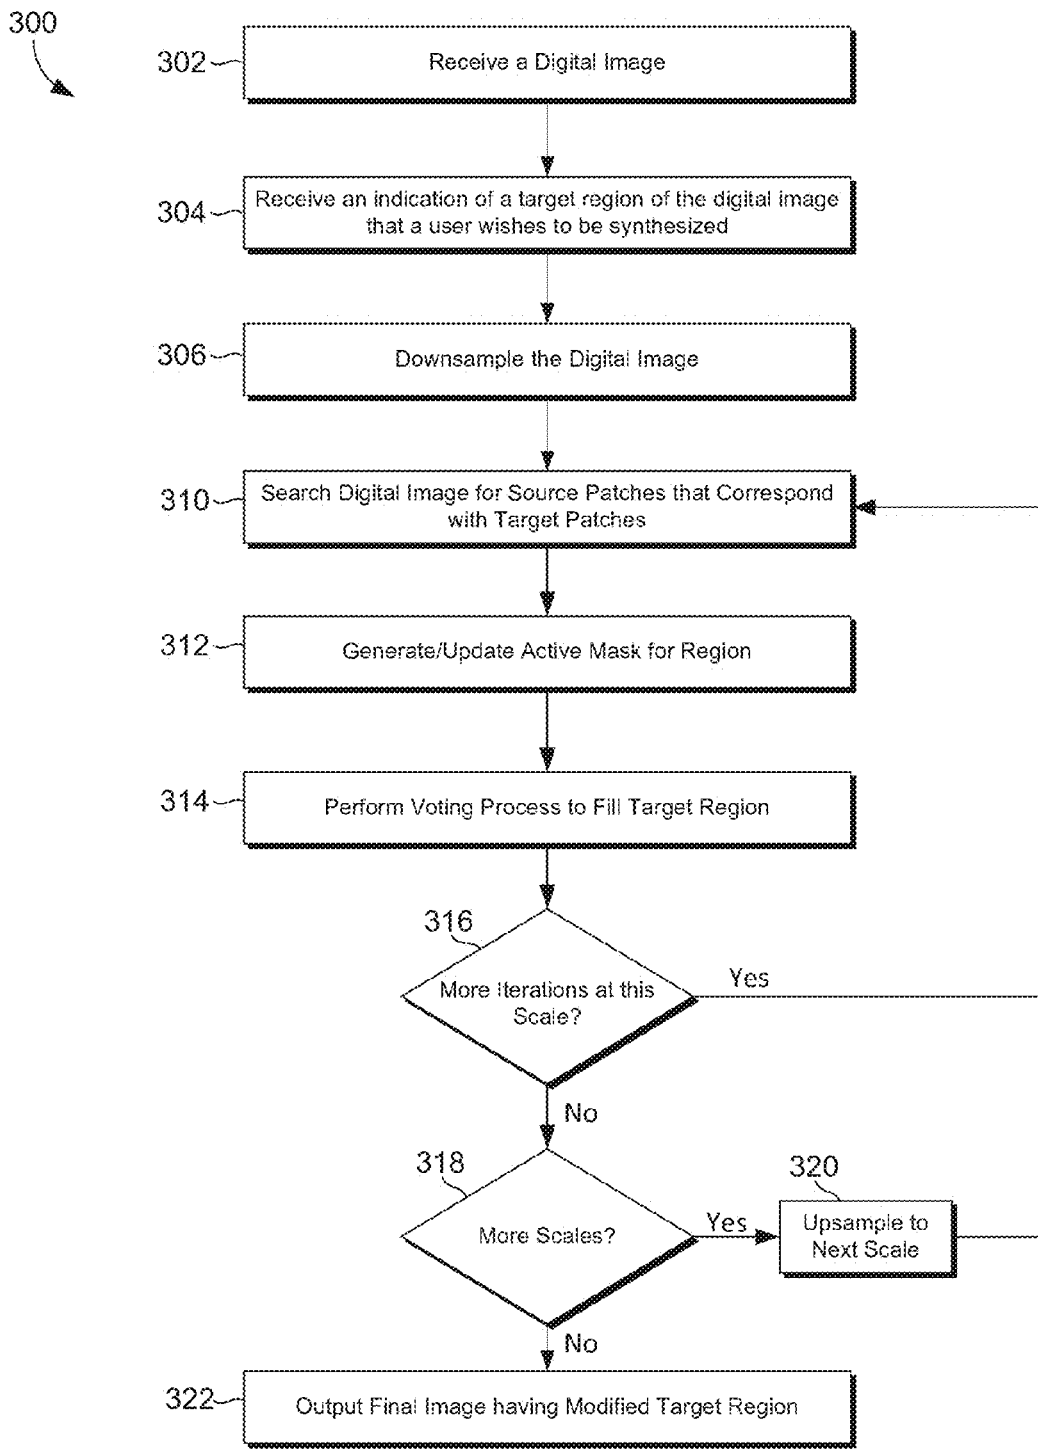 300
302
Receive a Digital Image
304
Receive an indication of a target region of the digital image
that a user wishes to be synthesized
306
Downsample the Digital Image
310
Search Digital Image for Source Patches that Correspond
with Target Patches
312
Generate/Update Active Mask for Region
314
Perform Voting Process to Fill Target Region
316
More Iterations at this
Scale?
Yes
No
318
More Scales?
Yes
320
Upsample to
Next Scale
No
322
Output Final Image having Modified Target Region